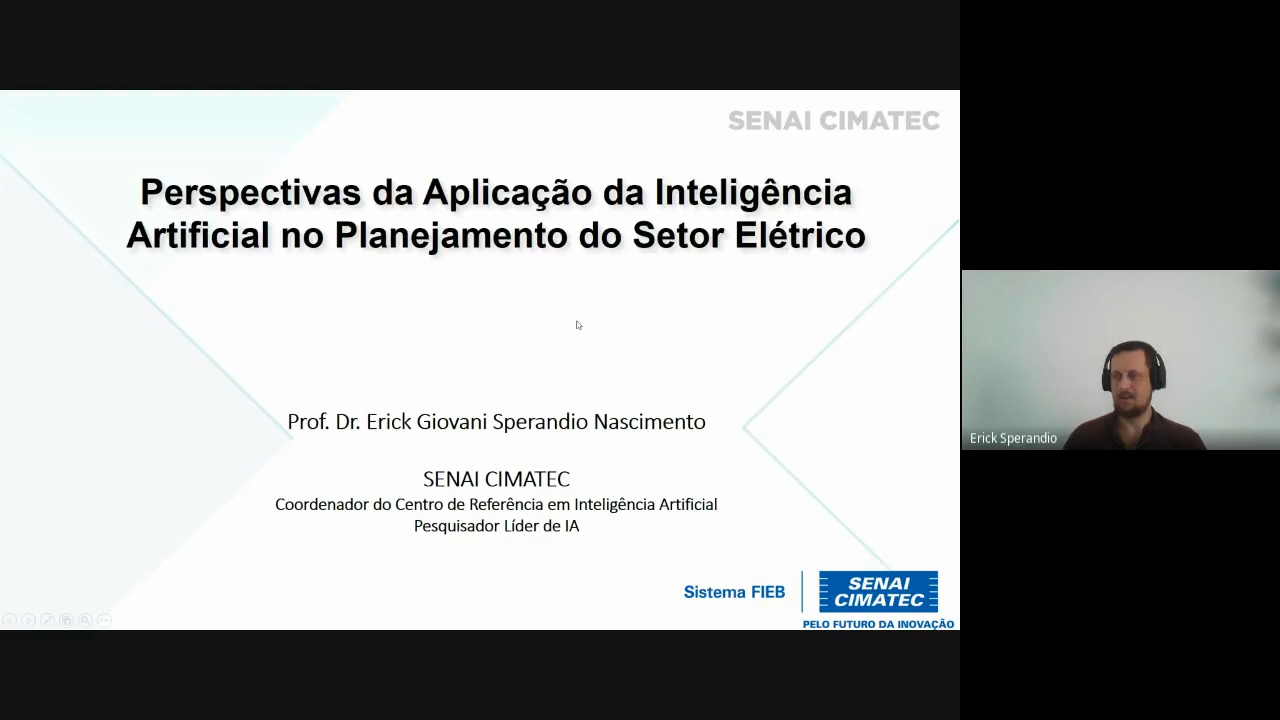 SENAI CIMATEC
Perspectivas da Aplicação da Inteligência
Artificial no Planejamento do Setor Elétrico
Prof. Dr. Erick Giovani Sperandio Nascimento
SENAI CIMATEC
Coordenador do Centro de Referência em Inteligência Artificial
Pesquisador Líder de IA
Sistema FIEB
SENAI
CIMATEC
PELO FUTURO DA INOVAÇÃO
Erick Sperandio